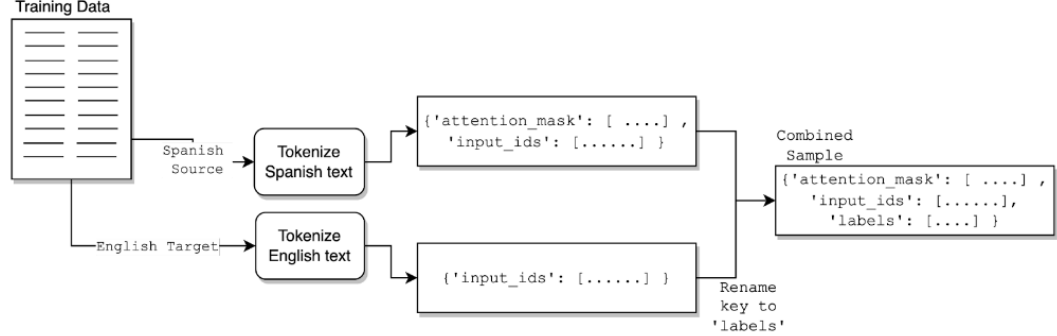 Training Data
Spanish
Source
Tokenize
Spanish text
{'attention_mask': [ ....] ,
'input_ids': [......] }
English Target
Tokenize
English text
{'input_ids': [......] }
Rename
key to
'labels'
Combined
Sample
{'attention_mask': [ ....] ,
'input_ids': [......],
'labels': [....] }